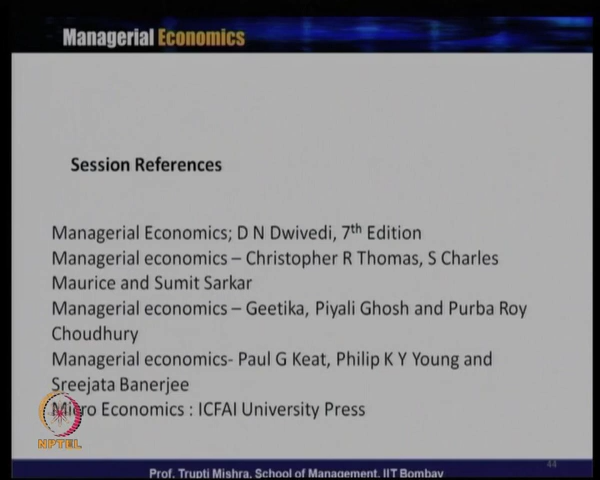 Managerial Economics
Session References
Managerial Economics; D N Dwivedi, 7th Edition
Managerial economics – Christopher R Thomas, S Charles
Maurice and Sumit Sarkar
Managerial economics – Geetika, Piyali Ghosh and Purba Roy
Choudhury
Managerial economics- Paul G Keat, Philip K Y Young and
Sreejata Banerjee
Micro Economics : ICFAI University Press
NPTEL
44
Prof. Trupti Mishra, School of Management, IIT Bombay